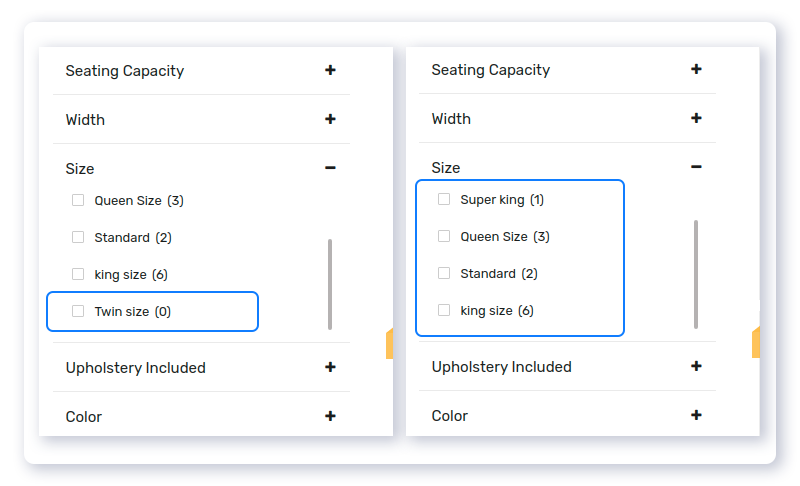 Seating Capacity
Width
Size
Queen Size (3)
Standard (2)
king size (6)
Twin size (0)
Upholstery Included
Color
Seating Capacity
Width
Size
Super king (1)
Queen Size (3)
Standard (2)
king size (6)
Upholstery Included
Color